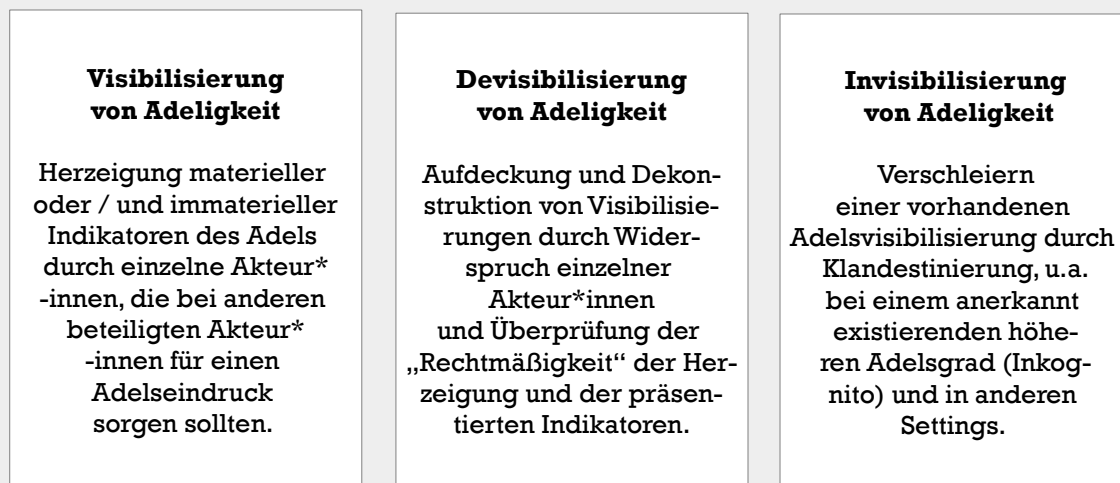 Visibilisierung
von Adeligkeit
Herzeigung materieller
oder / und immaterieller
Indikatoren des Adels
durch einzelne Akteur*
-innen, die bei anderen
beteiligten Akteur*
-innen für einen
Adelseindruck
sorgen sollten.
Devisibilisierung
von Adeligkeit
Aufdeckung und Dekon-
struktion von Visibilisie-
rungen durch Wider-
spruch einzelner
Akteur*innen
und Überprüfung der
„Rechtmäßigkeit“ der Her-
zeigung und der präsen-
tierten Indikatoren.
Invisibilisierung
von Adeligkeit
Verschleiern
einer vorhandenen
Adelsvisibilisierung durch
Klandestinierung, u.a.
bei einem anerkannt
existierenden höhe-
ren Adelsgrad (Inkog-
nito) und in anderen
Settings.